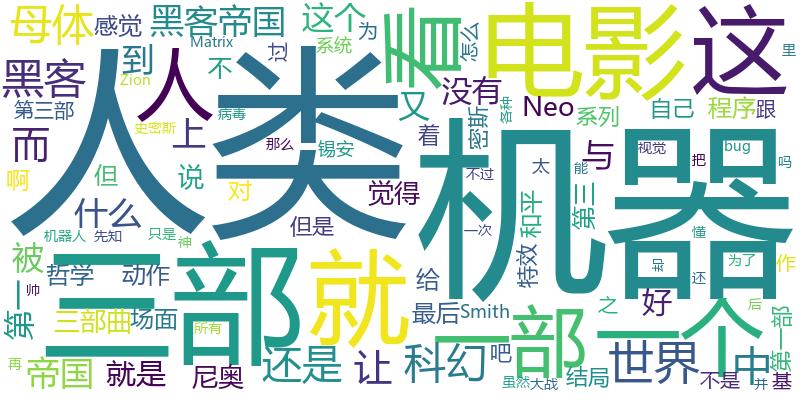 母体
感觉
黑客帝国
这个
过
为
看
电影
这
怎么
里
Matrix
系统
到
不
黑客
人
没有
又
Zion
第三部
病毒
史密斯
那么
人类
Neo
系列
自己
程序
跟
密斯
各种
着
而
上
锡安
与
视觉
bug
把
吗
啊
但
说
对
觉得
不过
太
能
机器
什么
但是
一次
和平
第三
机器人
先知
只是
神
懂
被
三部
就
特效
却
还
为了
作
哲学
动作
给
帅
第一
三部曲
场面
所有
最后
Smith
一部
之
好
一个
后
第一部
再
帝国
就是
尼奥
还是
让
科幻
吧
虽然
大战
结局
世界
不是
中
并
基